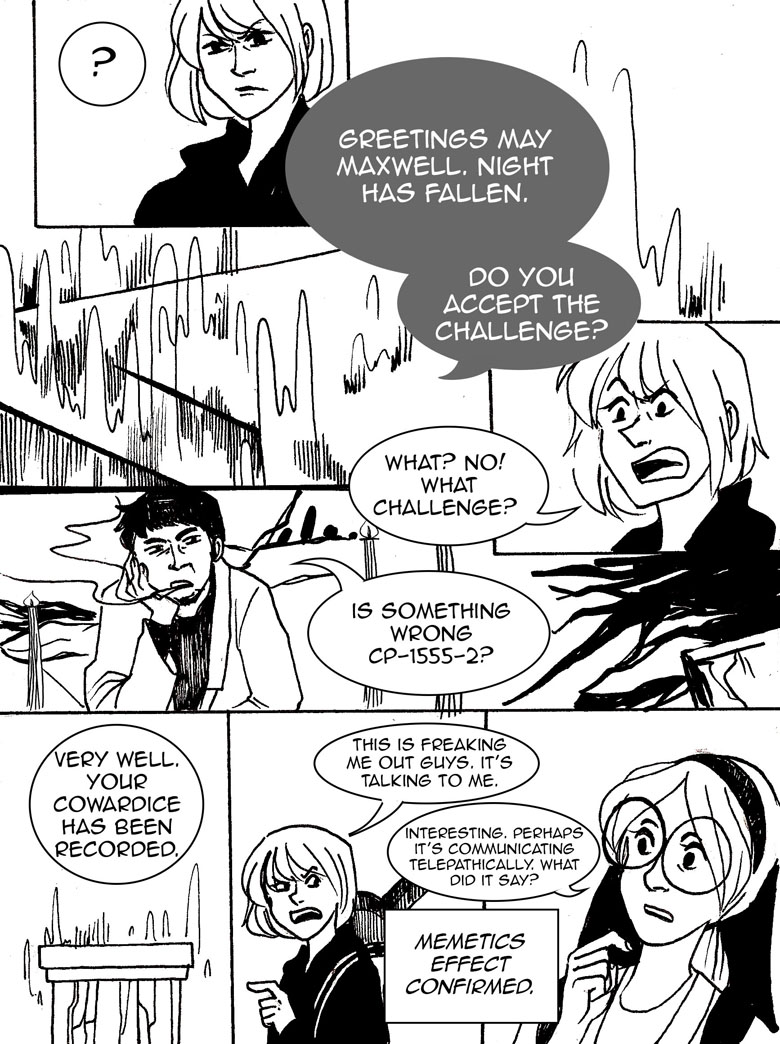 ?
GREETINGS MAY
MAXWELL. NIGHT
HAS FALLEN.
DO YOU
ACCEPT THE
CHALLENGE?
WHAT? NO!
WHAT
CHALLENGE?
IS SOMETHING
WRONG
CP-1555-2?
VERY WELL.
YOUR
COWARDICE
HAS BEEN
RECORDED.
THIS IS FREAKING
ME OUT GUYS. IT'S
TALKING TO ME.
INTERESTING. PERHAPS
IT'S COMMUNICATING
TELEPATHICALLY. WHAT
DID IT SAY?
MEMETICS
EFFECT
CONFIRMED.